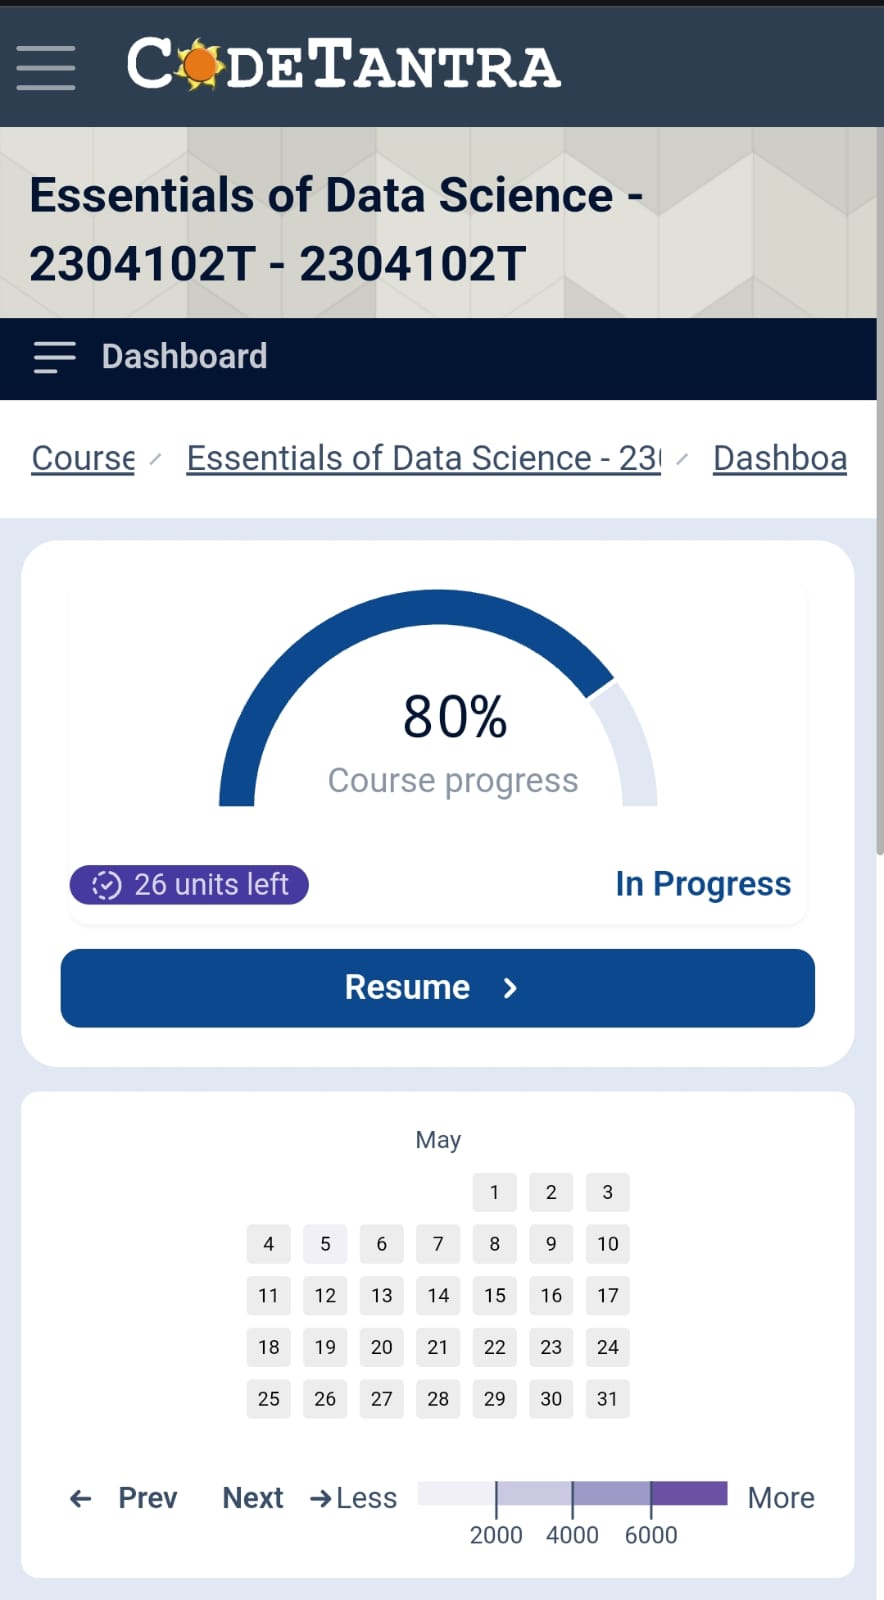 CODETANTRA
Essentials of Data Science -
2304102T - 2304102T
Dashboard
Course / Essentials of Data Science - 230 / Dashboa
80%
Course progress
26 units left
In Progress
Resume
May
1 2 3
4 5 6 7 8 9 10
11 12 13 14 15 16 17
18 19 20 21 22 23 24
25 26 27 28 29 30 31
← Prev Next → Less More
2000 4000 6000